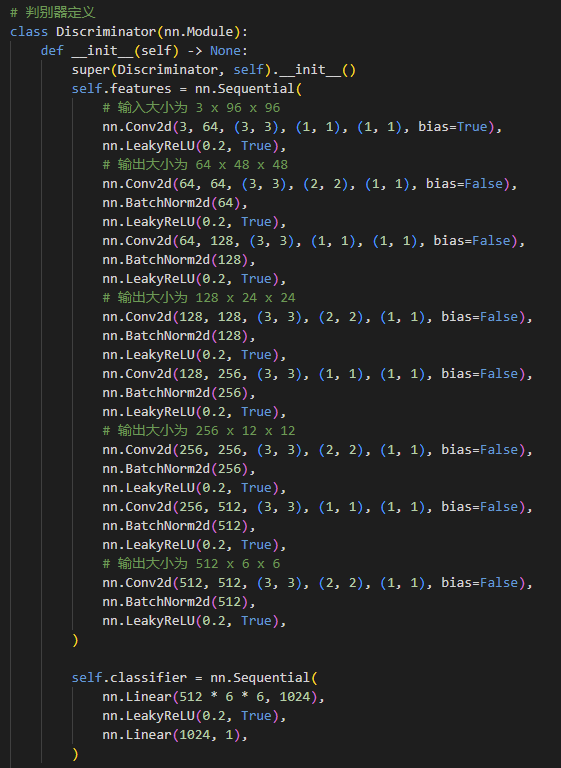 # 判别器定义
class Discriminator(nn.Module):
    def __init__(self) -> None:
        super(Discriminator, self).__init__()
        self.features = nn.Sequential(
            # 输入大小为 3 x 96 x 96
            nn.Conv2d(3, 64, (3, 3), (1, 1), (1, 1), bias=True),
            nn.LeakyReLU(0.2, True),
            # 输出大小为 64 x 48 x 48
            nn.Conv2d(64, 64, (3, 3), (2, 2), (1, 1), bias=False),
            nn.BatchNorm2d(64),
            nn.LeakyReLU(0.2, True),
            nn.Conv2d(64, 128, (3, 3), (1, 1), (1, 1), bias=False),
            nn.BatchNorm2d(128),
            nn.LeakyReLU(0.2, True),
            # 输出大小为 128 x 24 x 24
            nn.Conv2d(128, 128, (3, 3), (2, 2), (1, 1), bias=False),
            nn.BatchNorm2d(128),
            nn.LeakyReLU(0.2, True),
            nn.Conv2d(128, 256, (3, 3), (1, 1), (1, 1), bias=False),
            nn.BatchNorm2d(256),
            nn.LeakyReLU(0.2, True),
            # 输出大小为 256 x 12 x 12
            nn.Conv2d(256, 256, (3, 3), (2, 2), (1, 1), bias=False),
            nn.BatchNorm2d(256),
            nn.LeakyReLU(0.2, True),
            nn.Conv2d(256, 512, (3, 3), (1, 1), (1, 1), bias=False),
            nn.BatchNorm2d(512),
            nn.LeakyReLU(0.2, True),
            # 输出大小为 512 x 6 x 6
            nn.Conv2d(512, 512, (3, 3), (2, 2), (1, 1), bias=False),
            nn.BatchNorm2d(512),
            nn.LeakyReLU(0.2, True),
        )
        self.classifier = nn.Sequential(
            nn.Linear(512 * 6 * 6, 1024),
            nn.LeakyReLU(0.2, True),
            nn.Linear(1024, 1),
        )